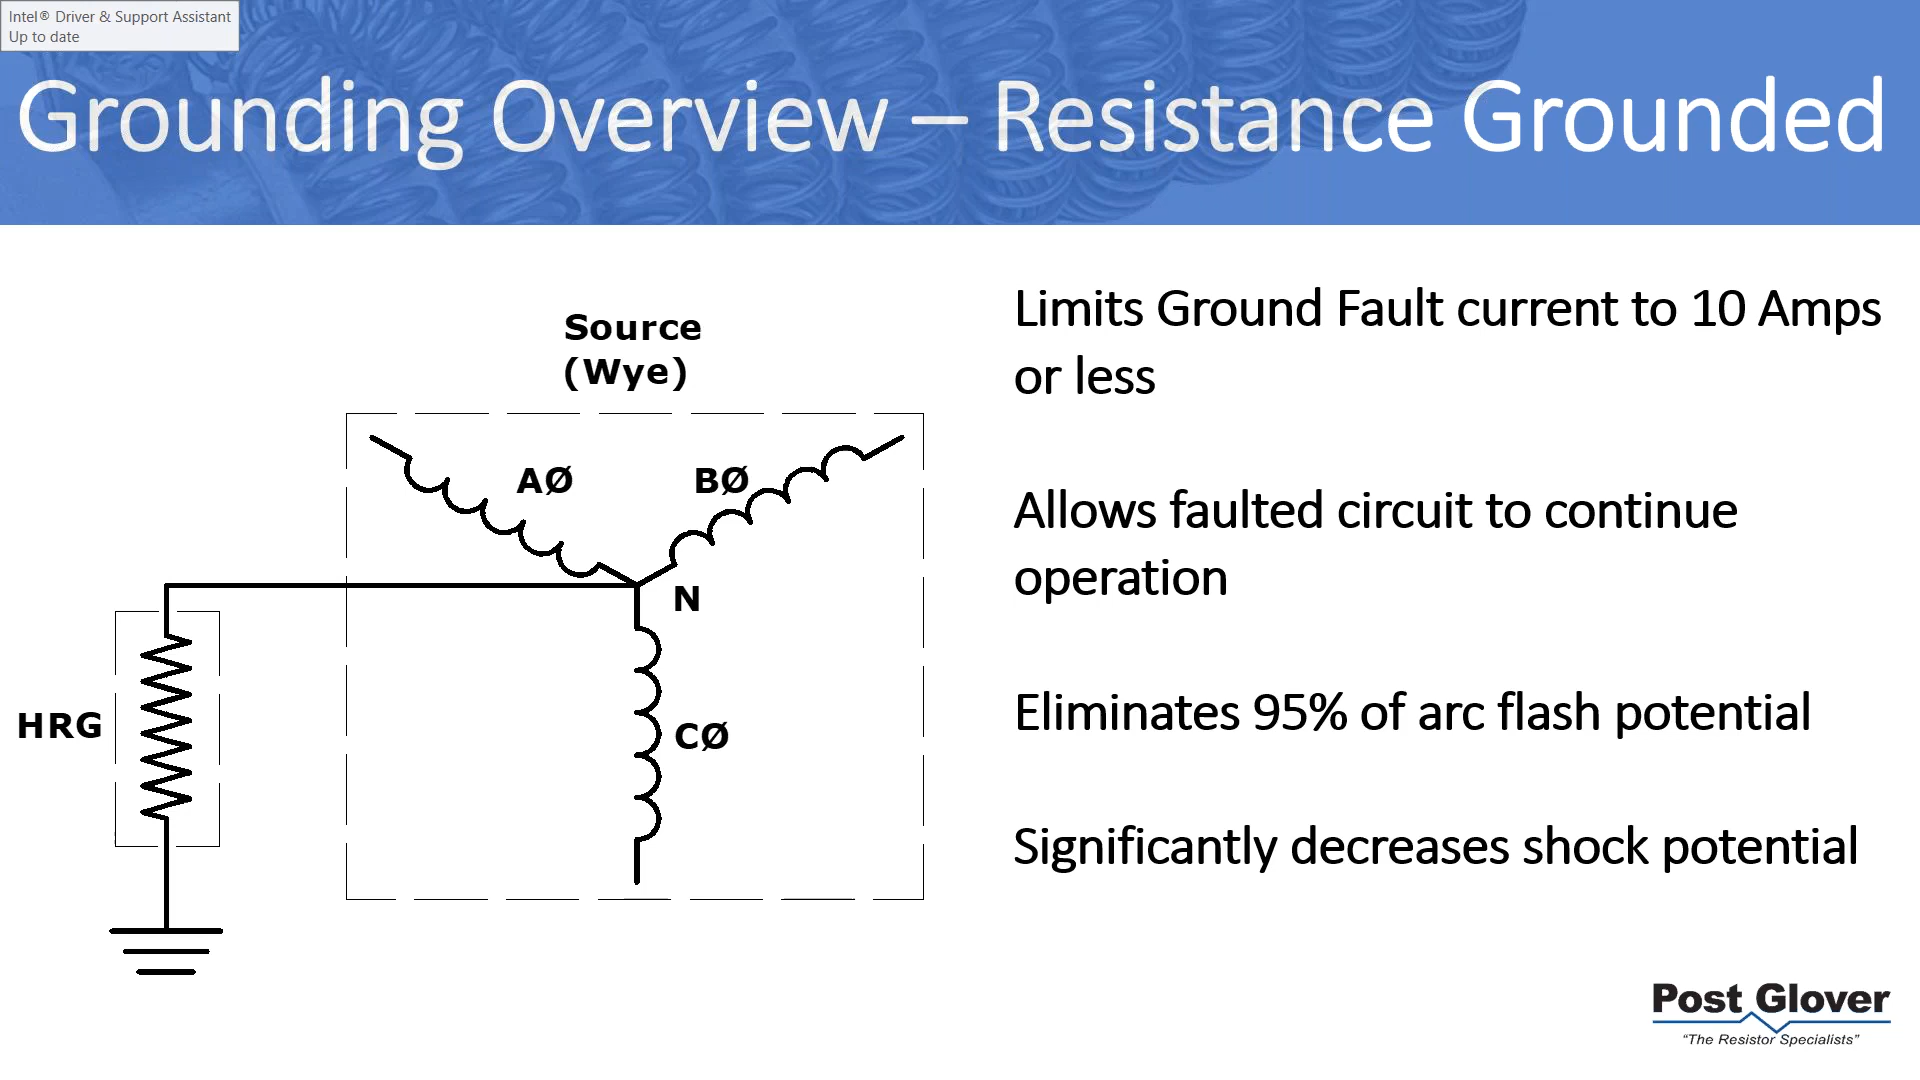 Intel® Driver & Support Assistant
Up to date
Grounding Overview – Resistance Grounded
Source
(Wye)
AØ
BØ
N
CØ
HRG
Limits Ground Fault current to 10 Amps
or less
Allows faulted circuit to continue
operation
Eliminates 95% of arc flash potential
Significantly decreases shock potential
Post Glover
“The Resistor Specialists”